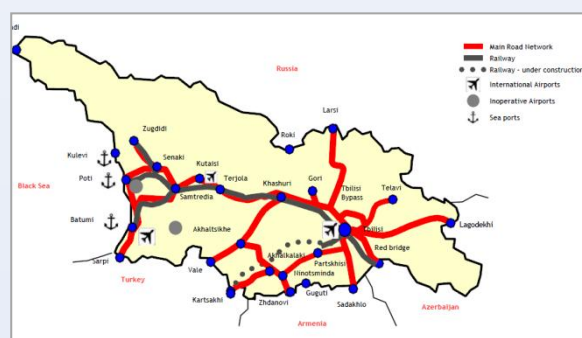 di
Russia
Main Road Network
Railway
Railway - under construction
International Airports
Inoperative Airports
Sea ports
Larsi
Roki
Zugdidi
Kulevi
Senaki
Kutaisi
Poti
Terjola
Khashuri
Gori
Tbilisi
Bypass
Telavi
Black Sea
Samtredia
Batumi
Akhaltsikhe
Tbilisi
Lagodekhi
Red bridge
Akhalkalaki
Partskhisi
Sarpi
Turkey
Vale
Ninotsminda
Kartsakhi
Zhdanovi
Guguti
Sadakhlo
Azerbaijan
Armenia